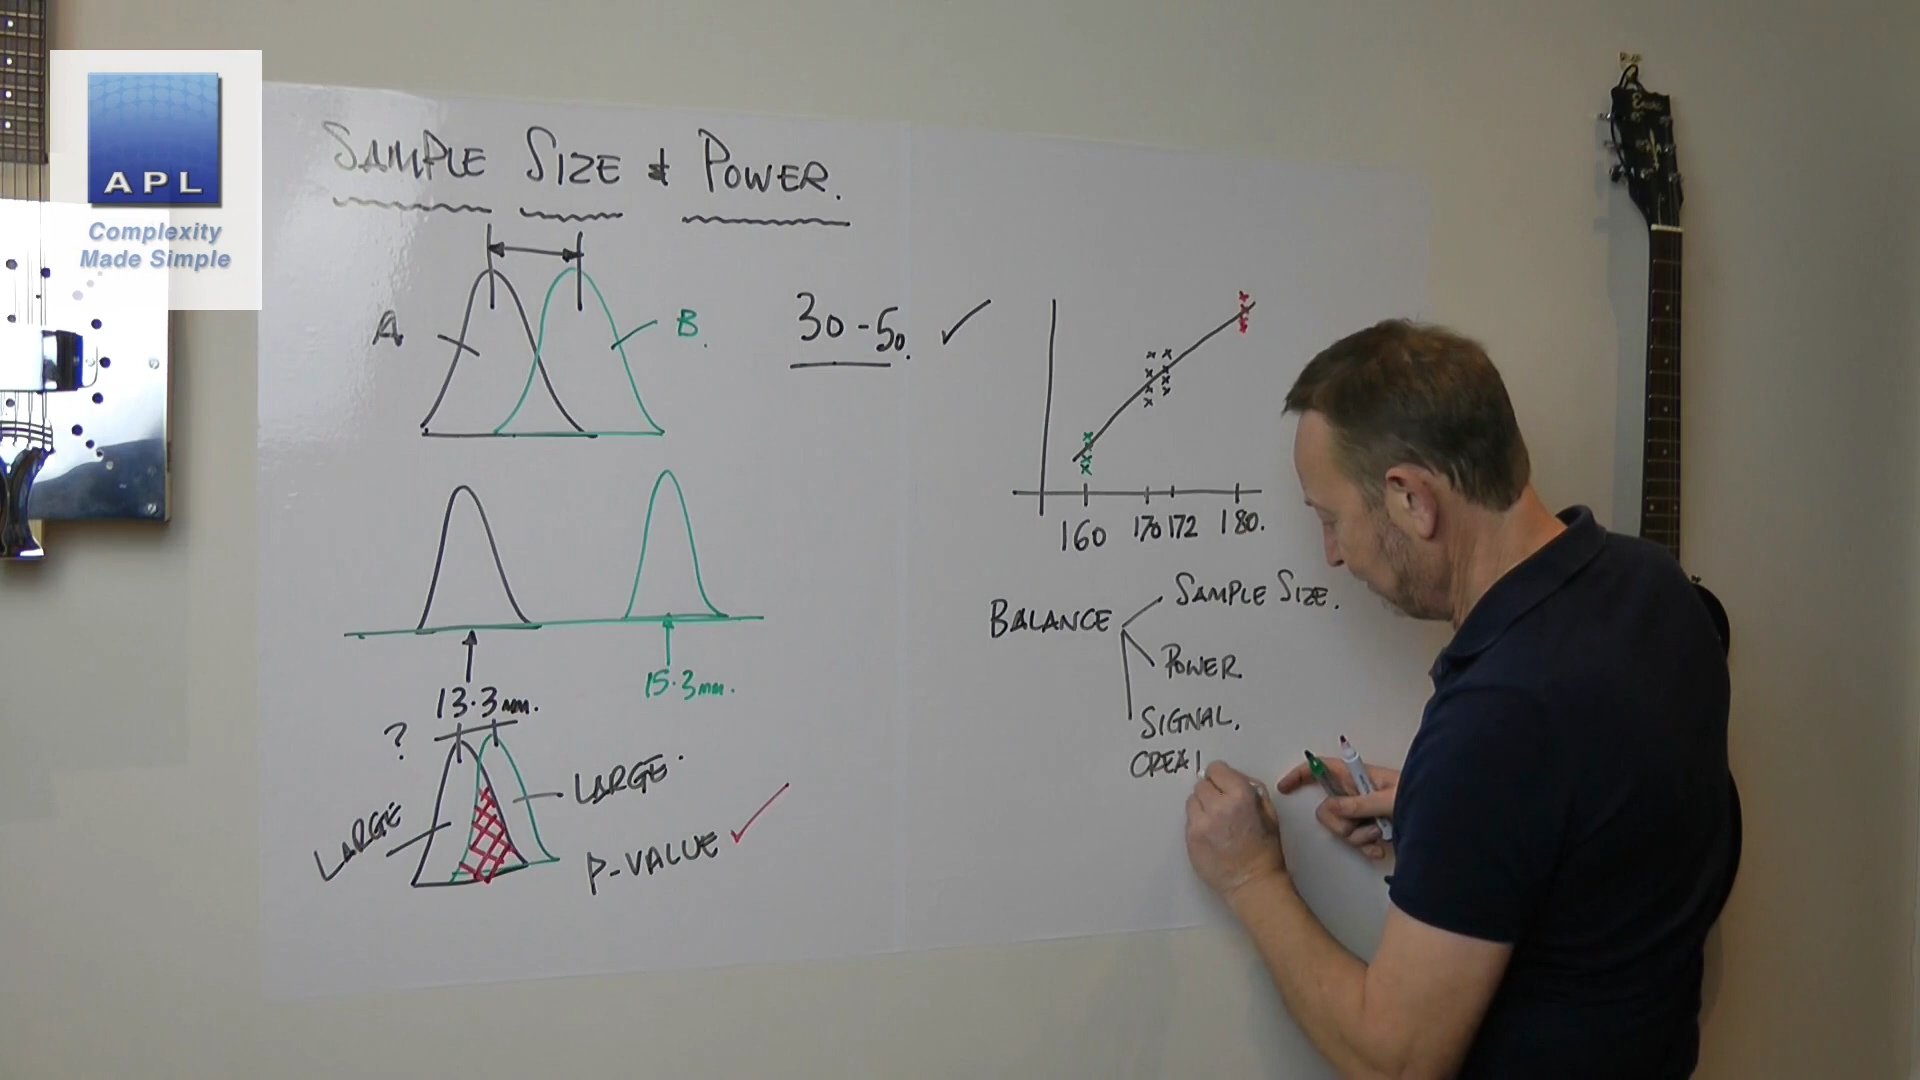 APL
Complexity
Made Simple
SAMPLE SIZE & POWER.
A
B.
30-50.
13.3mm.
15.3mm.
?
LARGE
LARGE.
P-VALUE
160 170 172 180.
BALANCE
SAMPLE SIZE.
POWER
SIGNAL.
CREAT